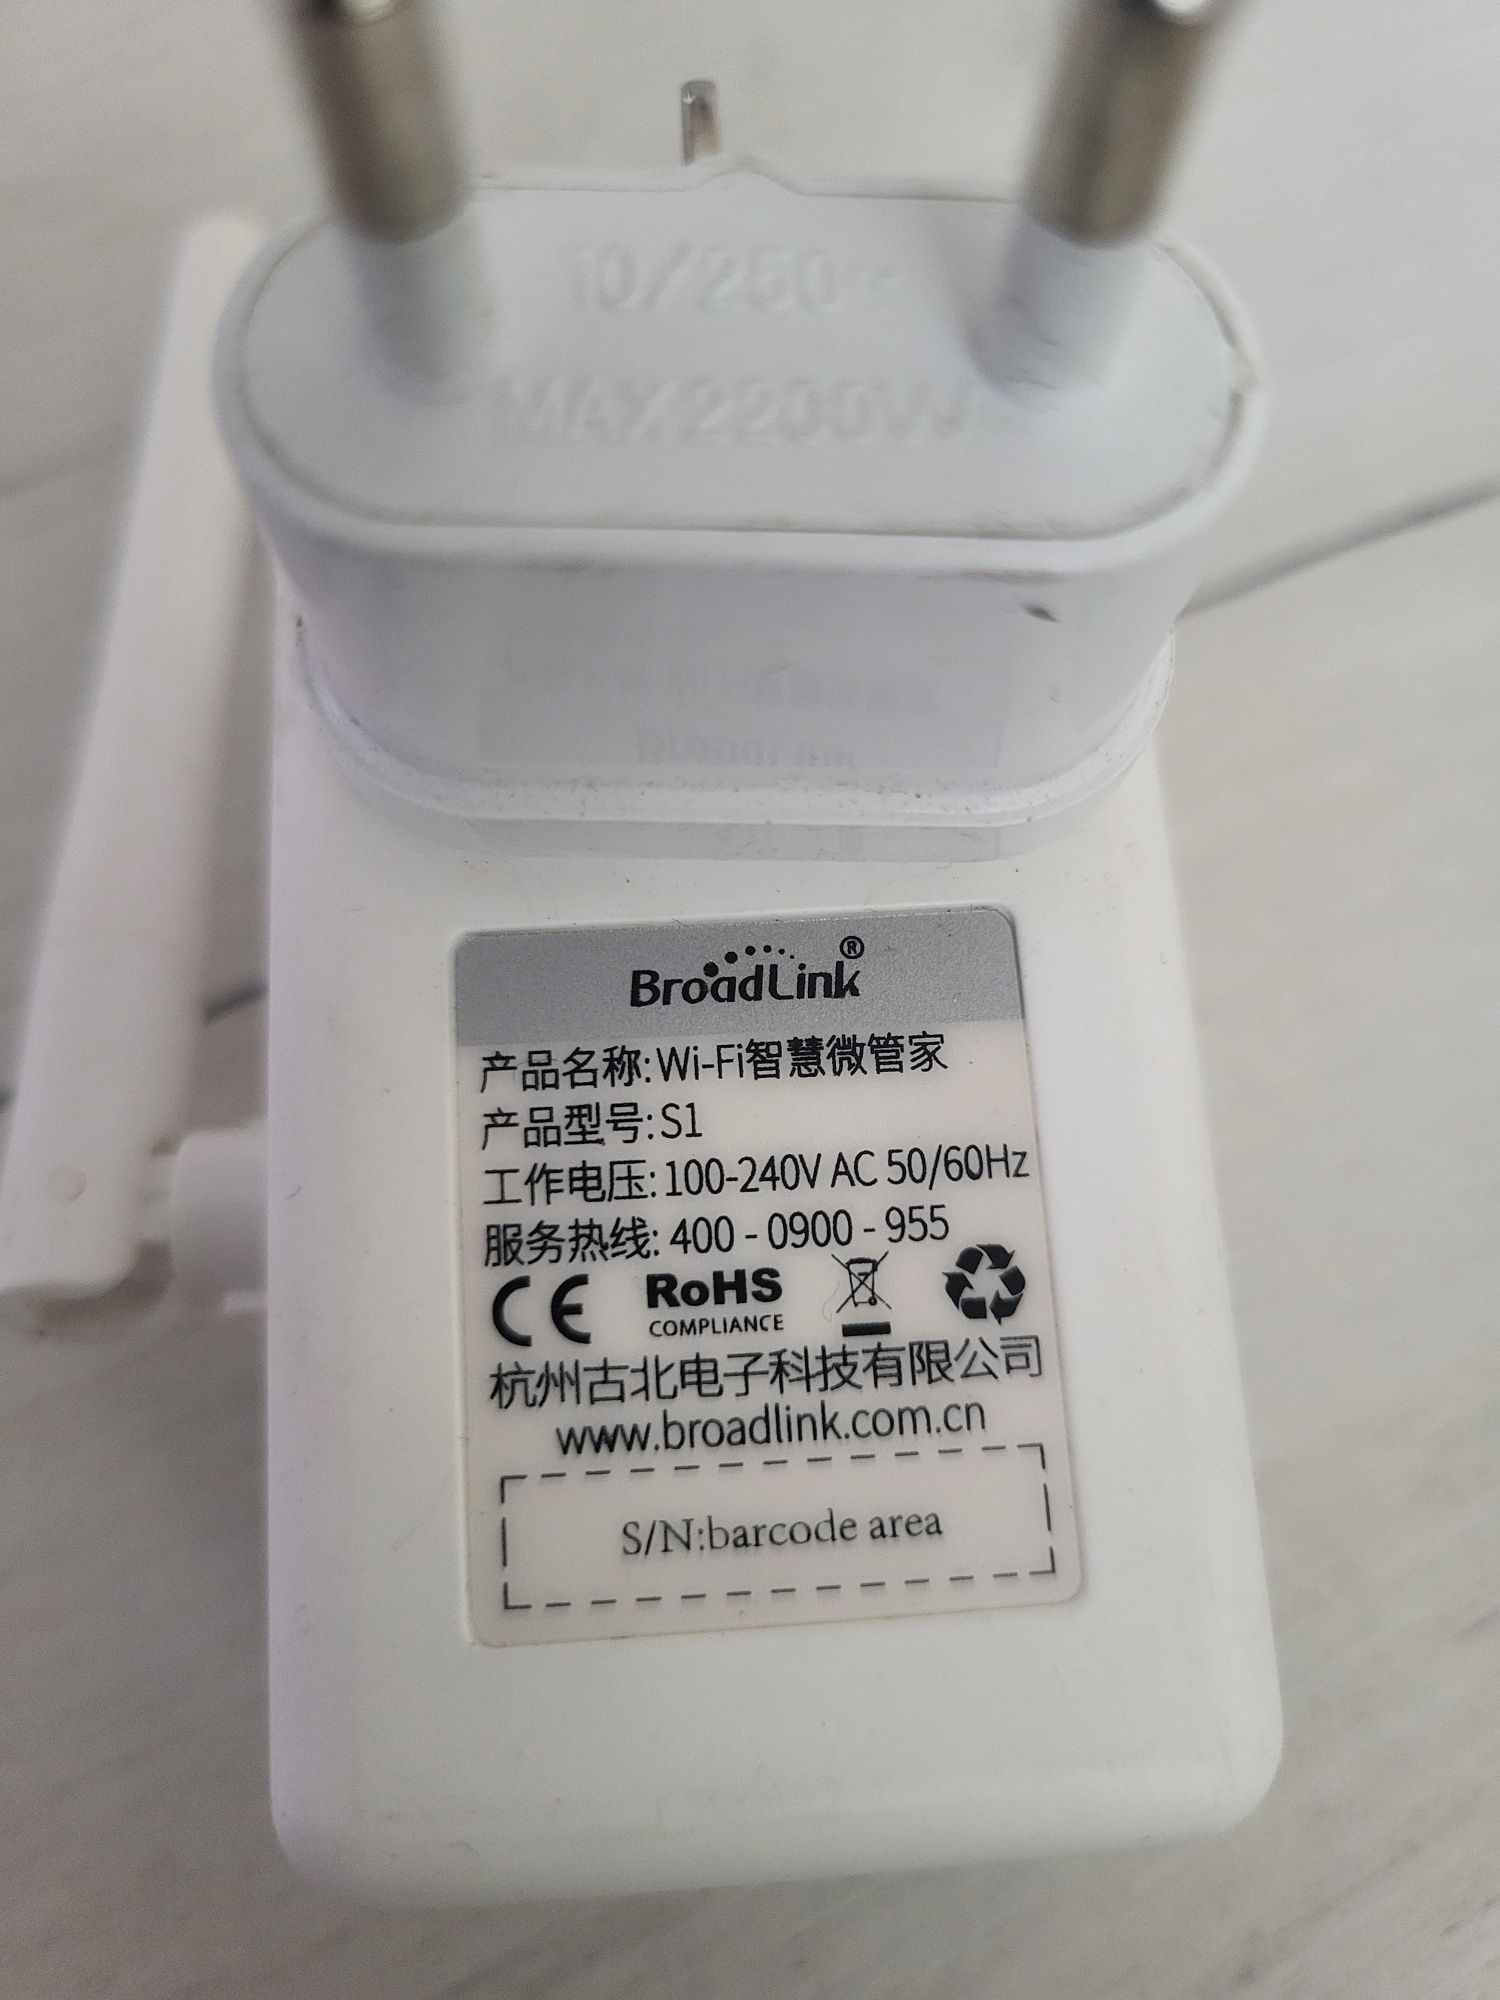 10/250~
MAX2200W
BroadLink®
产品名称:Wi-Fi智慧微管家
产品型号:S1
工作电压:100-240V AC 50/60Hz
服务热线: 400 - 0900 - 955
CE RoHS
COMPLIANCE
杭州古北电子科技有限公司
www.broadlink.com.cn
S/N:barcode area